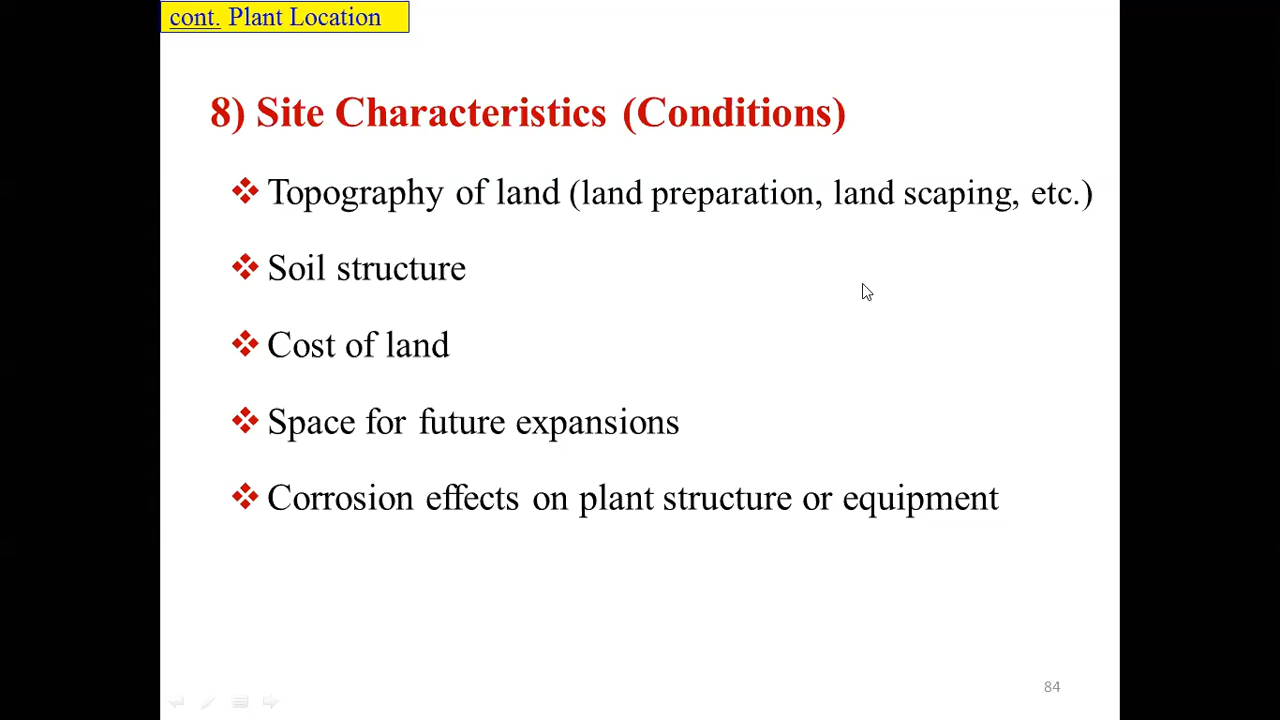 cont. Plant Location
8) Site Characteristics (Conditions)
Topography of land (land preparation, land scaping, etc.)
Soil structure
Cost of land
Space for future expansions
Corrosion effects on plant structure or equipment
84